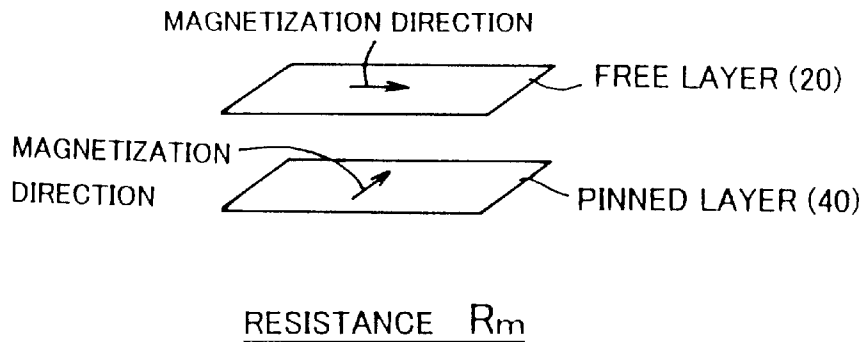 MAGNETIZATION DIRECTION
FREE LAYER (20)
MAGNETIZATION
DIRECTION
PINNED LAYER (40)
RESISTANCE Rm